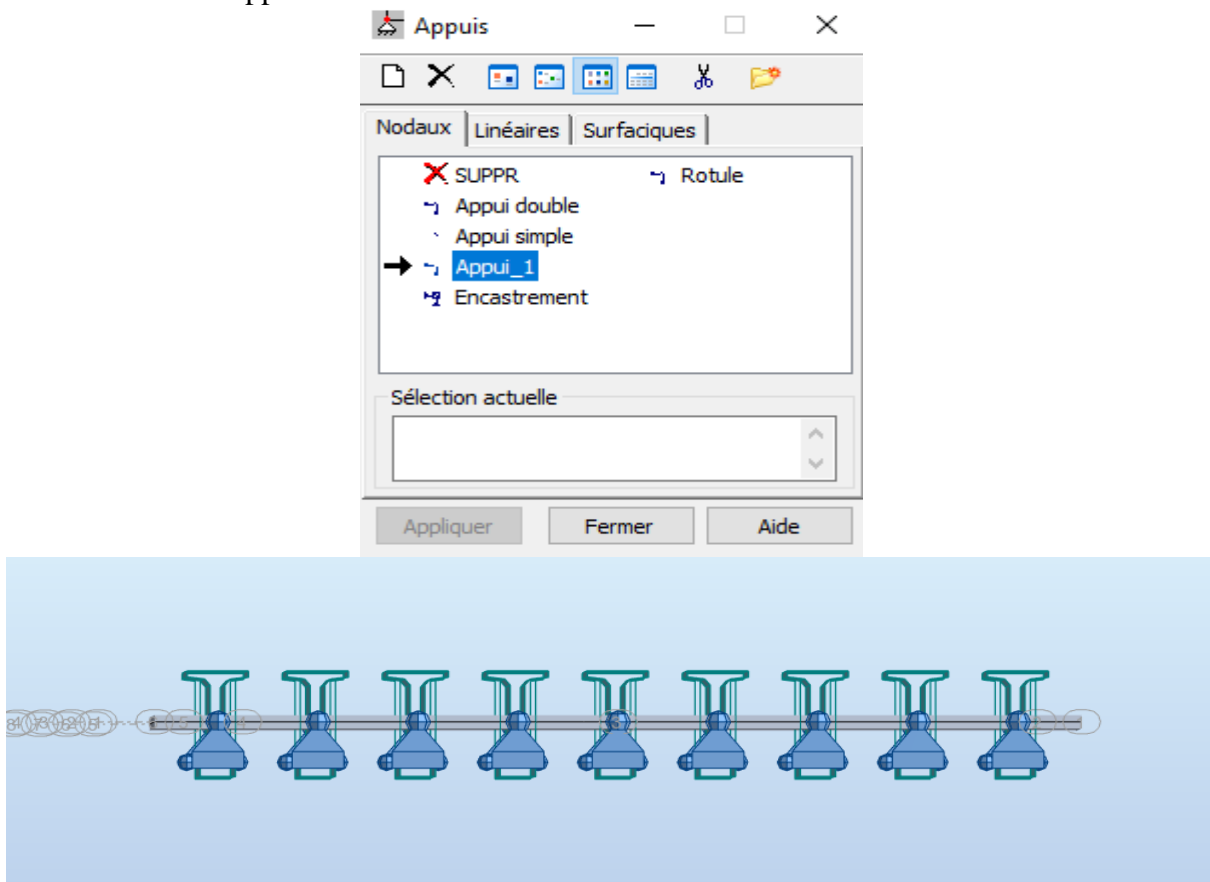 Appuis
Nodaux Linéaires Surfaciques
SUPPR Rotule
Appui double
Appui simple
Appui_1
Encastrement
Sélection actuelle
Appliquer Fermer Aide